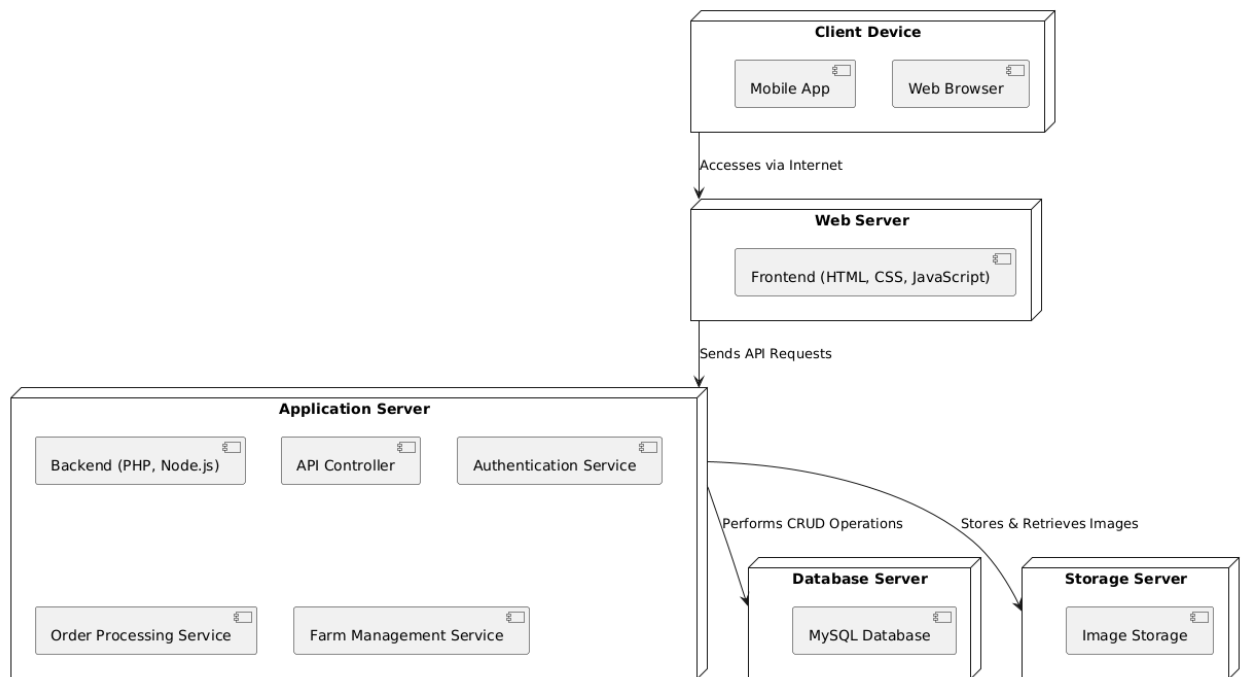 Client Device
Mobile App
Web Browser
Accesses via Internet
Web Server
Frontend (HTML, CSS, JavaScript)
Sends API Requests
Application Server
Backend (PHP, Node.js)
API Controller
Authentication Service
Performs CRUD Operations
Stores & Retrieves Images
Database Server
Storage Server
Order Processing Service
Farm Management Service
MySQL Database
Image Storage